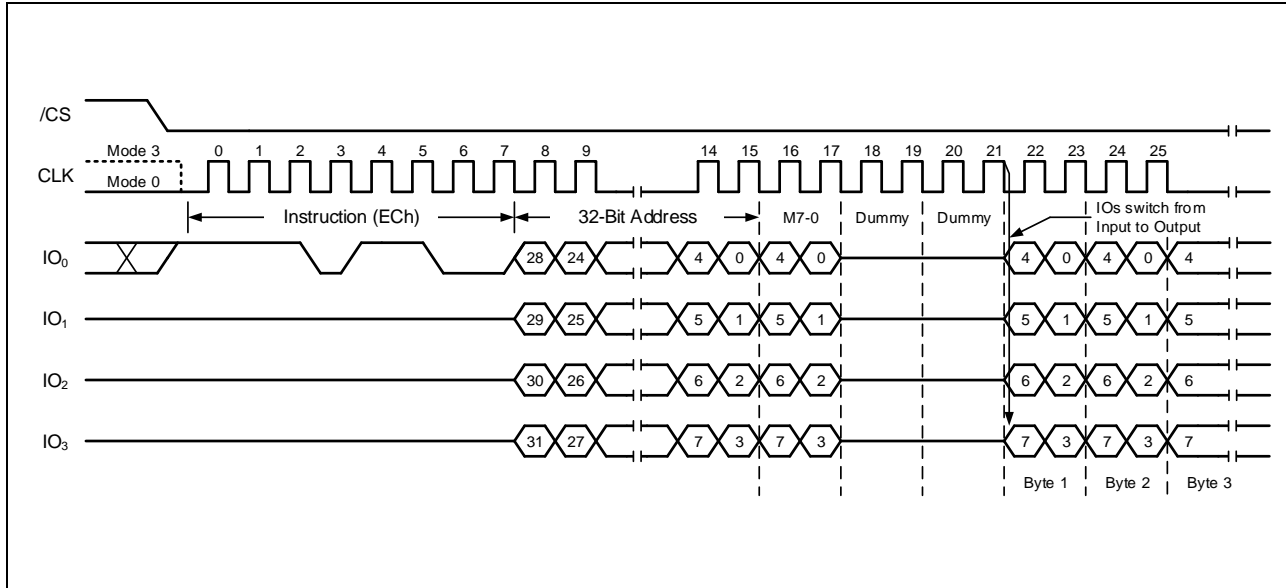 /CS
Mode 3 0 1 2 3 4 5 6 7 8 9 14 15 16 17 18 19 20 21 22 23 24 25
CLK
Mode 0
Instruction (ECh) 32-Bit Address M7-0 Dummy Dummy IOs switch from
Input to Output
IO₀ 28 24 4 0 4 0 4 0 4 0 4
IO₁ 29 25 5 1 5 1 5 1 5 1 5
IO₂ 30 26 6 2 6 2 6 2 6 2 6
IO₃ 31 27 7 3 7 3 7 3 7 3 7
Byte 1 Byte 2 Byte 3